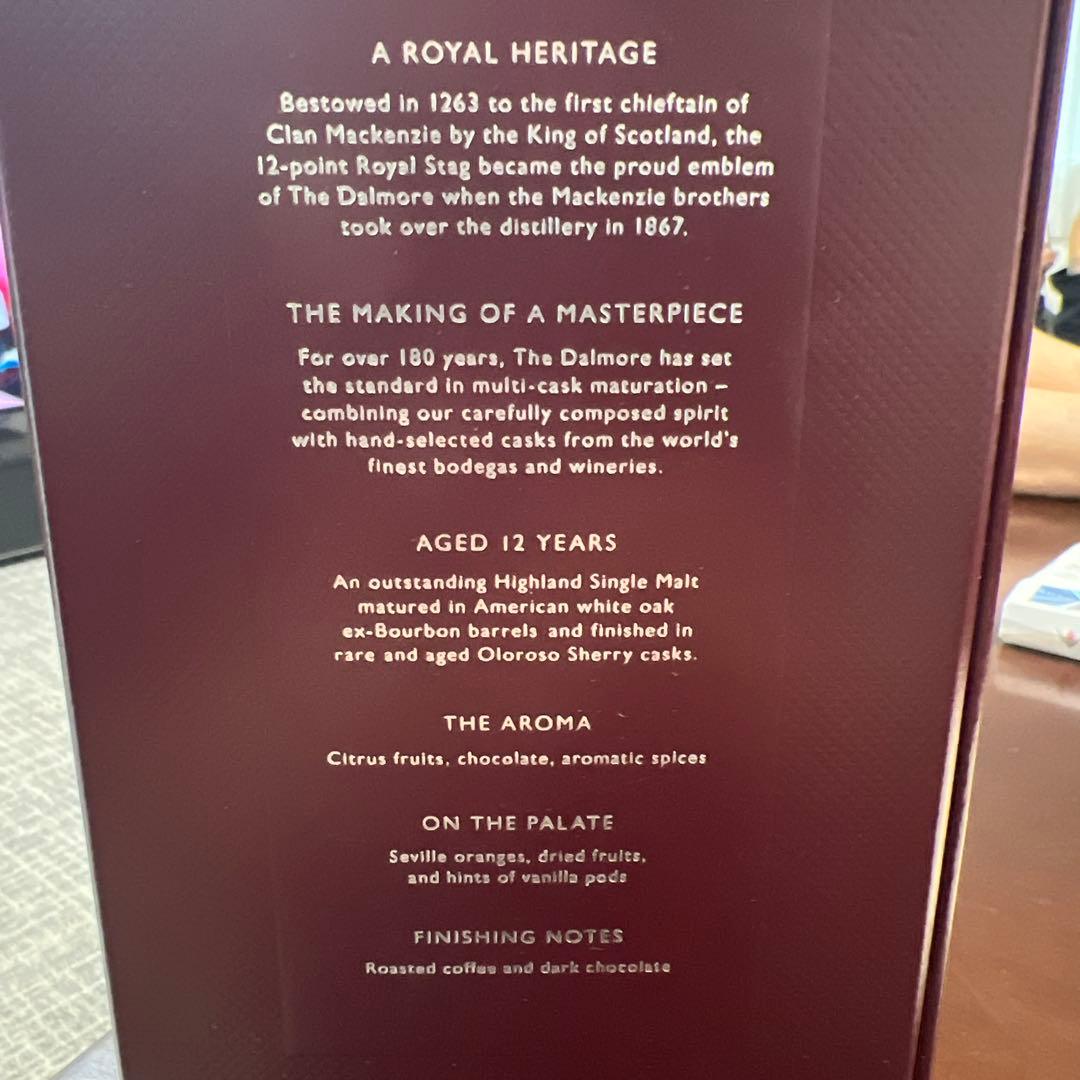 A ROYAL HERITAGE
Bestowed in 1263 to the first chieftain of
Clan Mackenzie by the King of Scotland, the
12-point Royal Stag became the proud emblem
of The Dalmore when the Mackenzie brothers
took over the distillery in 1867.
THE MAKING OF A MASTERPIECE
For over 180 years, The Dalmore has set
the standard in multi-cask maturation –
combining our carefully composed spirit
with hand-selected casks from the world's
finest bodegas and wineries.
AGED 12 YEARS
An outstanding Highland Single Malt
matured in American white oak
ex-Bourbon barrels and finished in
rare and aged Oloroso Sherry casks.
THE AROMA
Citrus fruits, chocolate, aromatic spices
ON THE PALATE
Seville oranges, dried fruits,
and hints of vanilla pods
FINISHING NOTES
Roasted coffee and dark chocolate